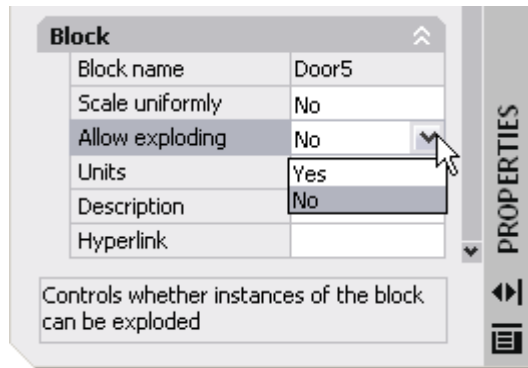 Block
Block name Door5
Scale uniformly No
Allow exploding No
Units Yes
Description No
Hyperlink
Controls whether instances of the block
can be exploded
PROPERTIES